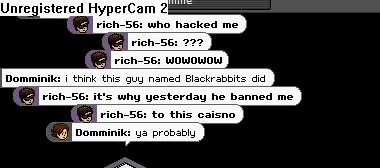 Unregistered HyperCam 2
rich-56: who hacked me
rich-56: ???
rich-56: WOWOWOW
Domminik: i think this guy named Blackrabbits did
rich-56: it's why yesterday he banned me
rich-56: to this caisno
Domminik: ya probably